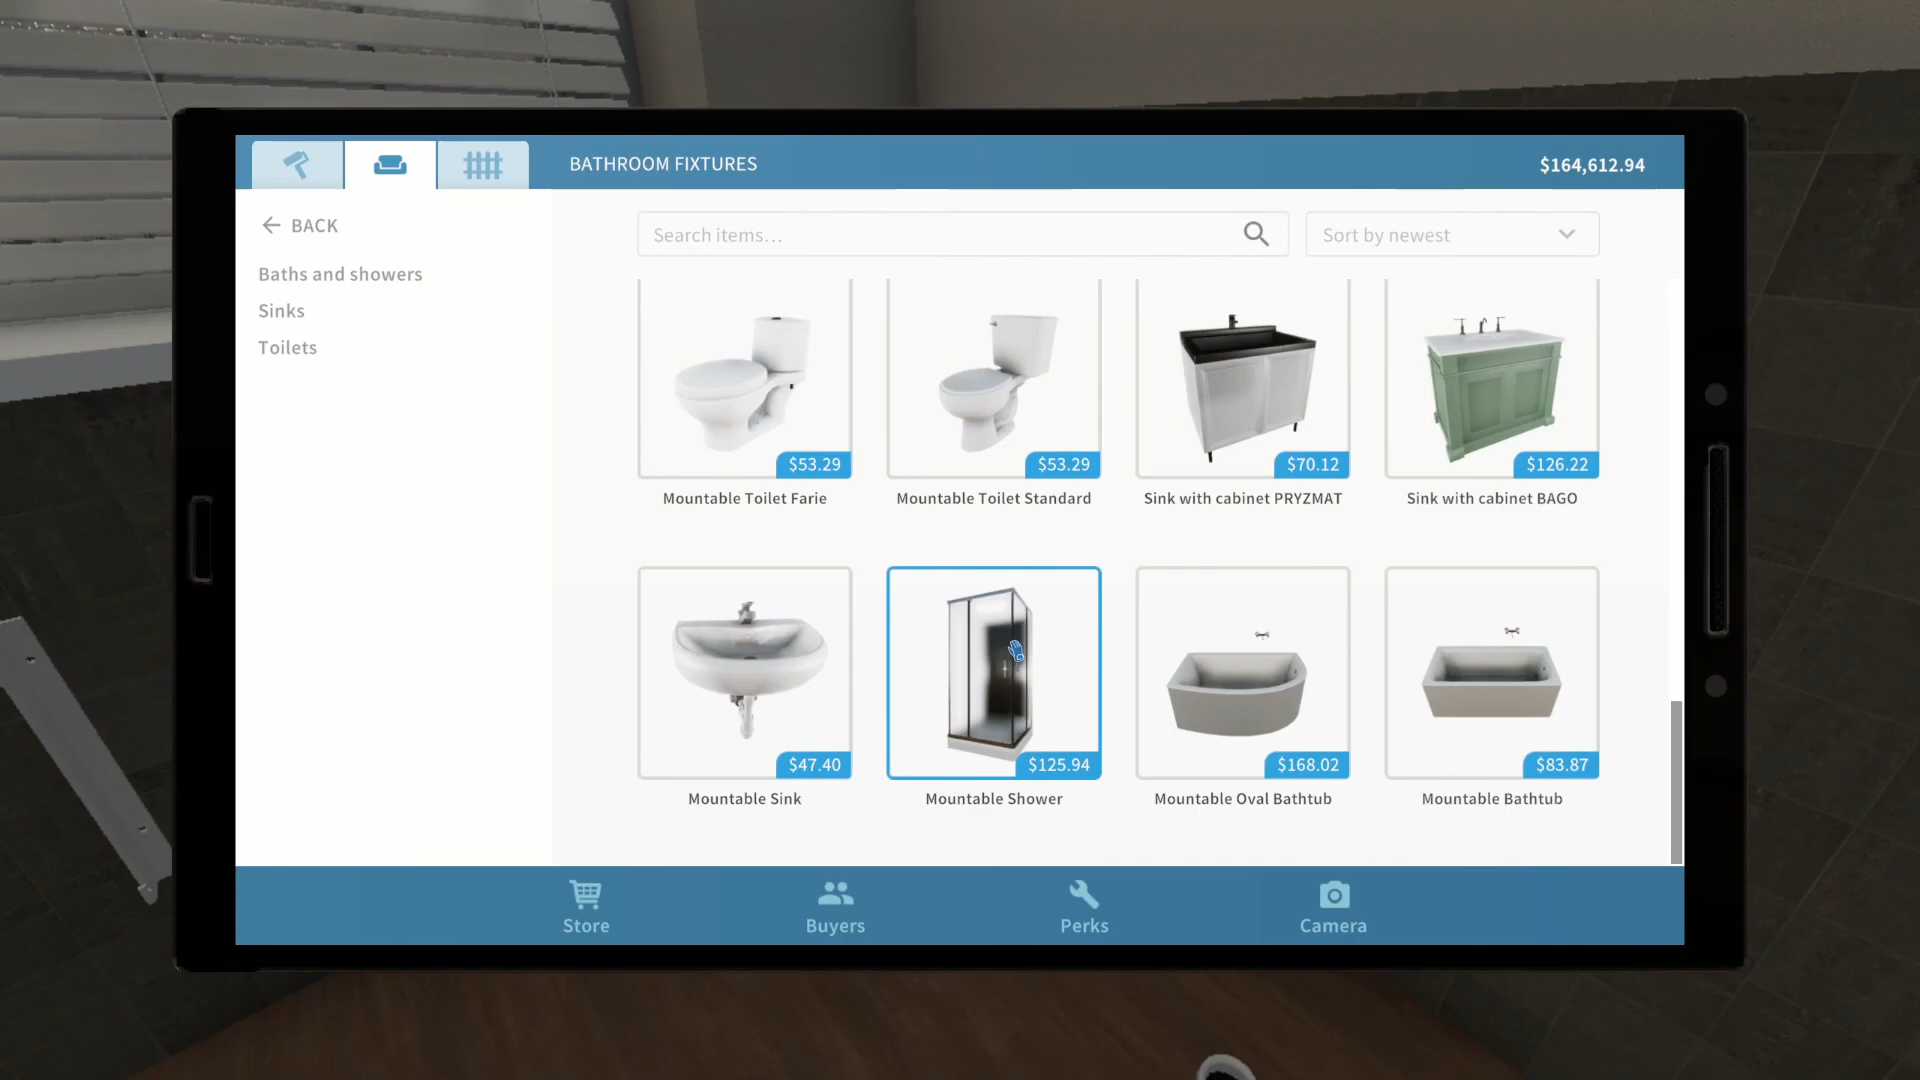 BATHROOM FIXTURES
$164,612.94
BACK
Baths and showers
Sinks
Toilets
Search items...
Sort by newest
$53.29
$53.29
$70.12
$126.22
Mountable Toilet Farie
Mountable Toilet Standard
Sink with cabinet PRYZMAT
Sink with cabinet BAGO
$47.40
$125.94
$168.02
$83.87
Mountable Sink
Mountable Shower
Mountable Oval Bathtub
Mountable Bathtub
Store
Buyers
Perks
Camera